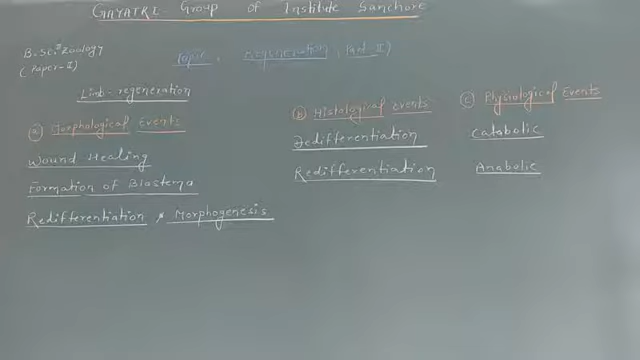 GAYATRI Group of Institute Sanchore
B.Sc. Zoology
(Paper-II)
Topic, Regeneration, Part-II)
Limb-regeneration
(a) Morphological Events
Wound Healing
Formation of Blastema
Redifferentiation & Morphogenesis
(B) Histological Events
Dedifferentiation
Redifferentiation
(C) Physiological Events
Catabolic
Anabolic